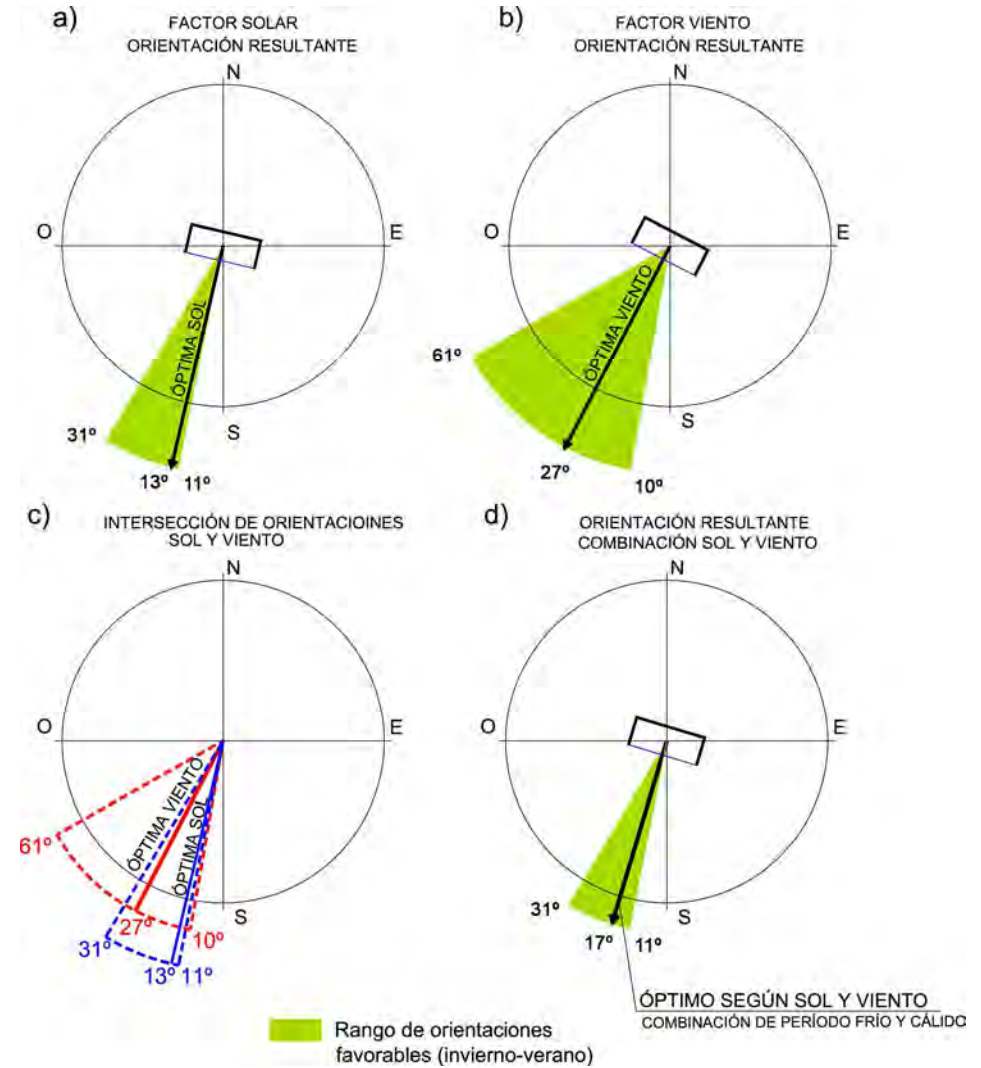 a)
FACTOR SOLAR
ORIENTACIÓN RESULTANTE
N
O
E
ÓPTIMA SOL
S
31º
13º 11º
b)
FACTOR VIENTO
ORIENTACIÓN RESULTANTE
N
O
E
ÓPTIMA VIENTO
61º
S
27º
10º
c)
INTERSECCIÓN DE ORIENTACIOINES
SOL Y VIENTO
N
O
E
ÓPTIMA VIENTO
ÓPTIMA SOL
61º
S
27º
10º
31º
13º 11º
d)
ORIENTACIÓN RESULTANTE
COMBINACIÓN SOL Y VIENTO
N
O
E
31º
S
17º
11º
ÓPTIMO SEGÚN SOL Y VIENTO
COMBINACIÓN DE PERÍODO FRÍO Y CÁLIDO
Rango de orientaciones
favorables (invierno-verano)